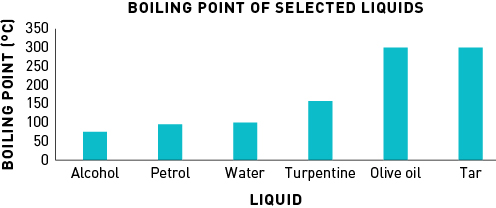 BOILING POINT OF SELECTED LIQUIDS
BOILING POINT (°C)
350
300
250
200
150
100
50
0
Alcohol Petrol Water Turpentine Olive oil Tar
LIQUID